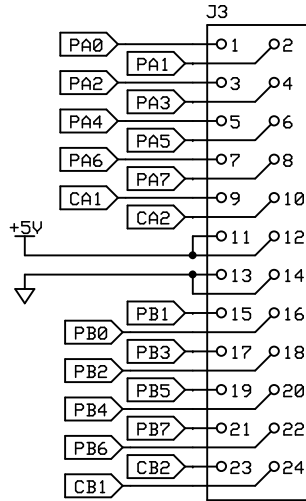 J3
PA0 1 2
PA1
PA2 3 4
PA3
PA4 5 6
PA5
PA6 7 8
PA7
CA1 9 10
CA2
+5V 11 12
13 14
PB1 15 16
PB0
PB3 17 18
PB2
PB5 19 20
PB4
PB7 21 22
PB6
CB2 23 24
CB1